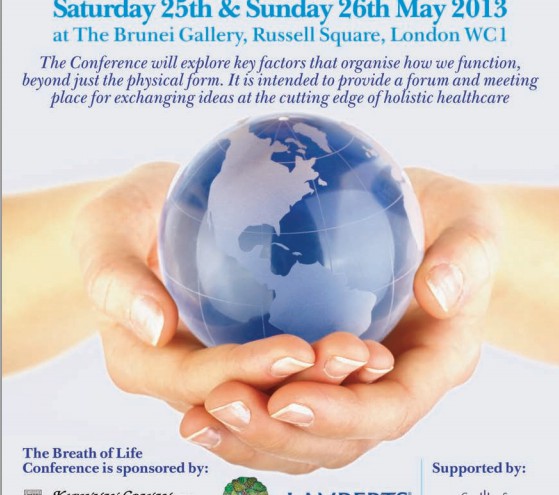 Saturday 25th & Sunday 26th May 2013
at The Brunei Gallery, Russell Square, London WC1
The Conference will explore key factors that organise how we function,
beyond just the physical form. It is intended to provide a forum and meeting
place for exchanging ideas at the cutting edge of holistic healthcare
The Breath of Life
Conference is sponsored by:
LAMBERTS
Supported by: